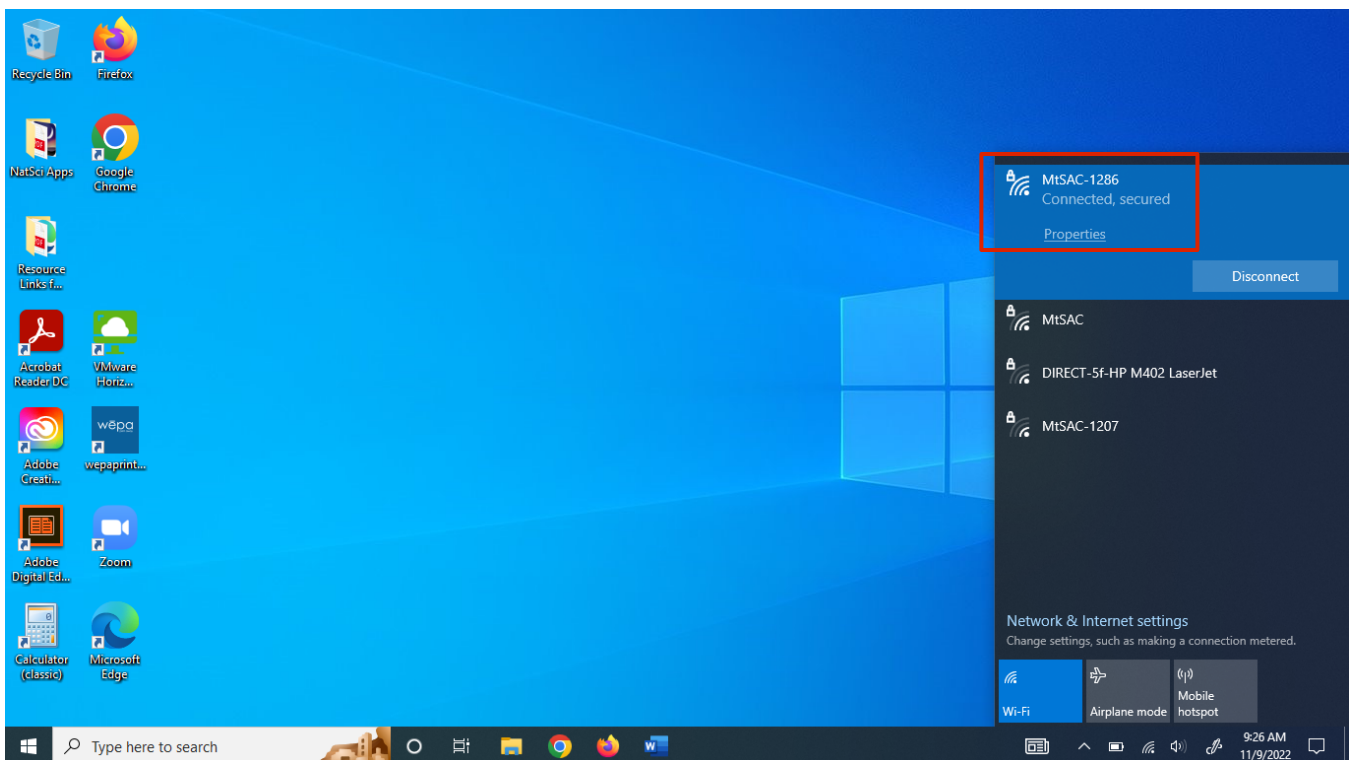 Recycle Bin
Firefox
NatSci Apps
Google
Chrome
Resource
Links f...
Acrobat
Reader DC
VMware
Horiz...
Adobe
Creati...
wēpa
wepaprint...
Adobe
Digital Ed...
Zoom
Calculator
(classic)
Microsoft
Edge
MtSAC-1286
Connected, secured
Properties
Disconnect
MtSAC
DIRECT-5f-HP M402 LaserJet
MtSAC-1207
Network & Internet settings
Change settings, such as making a connection metered.
Wi-Fi
Airplane mode
Mobile
hotspot
Type here to search
9:26 AM
11/9/2022